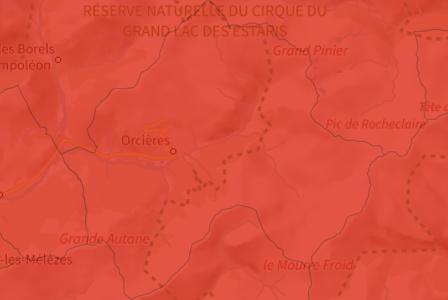 RÉSERVE NATURELLE DU CIRQUE DU
GRAND LAC DES ESTARIS
les Borels
Grand Pinier
mpoléon
Tête
Orcières
Pic de Rocheclaire
Grande Autane
-les-Mélèzes
le Mourre Froid